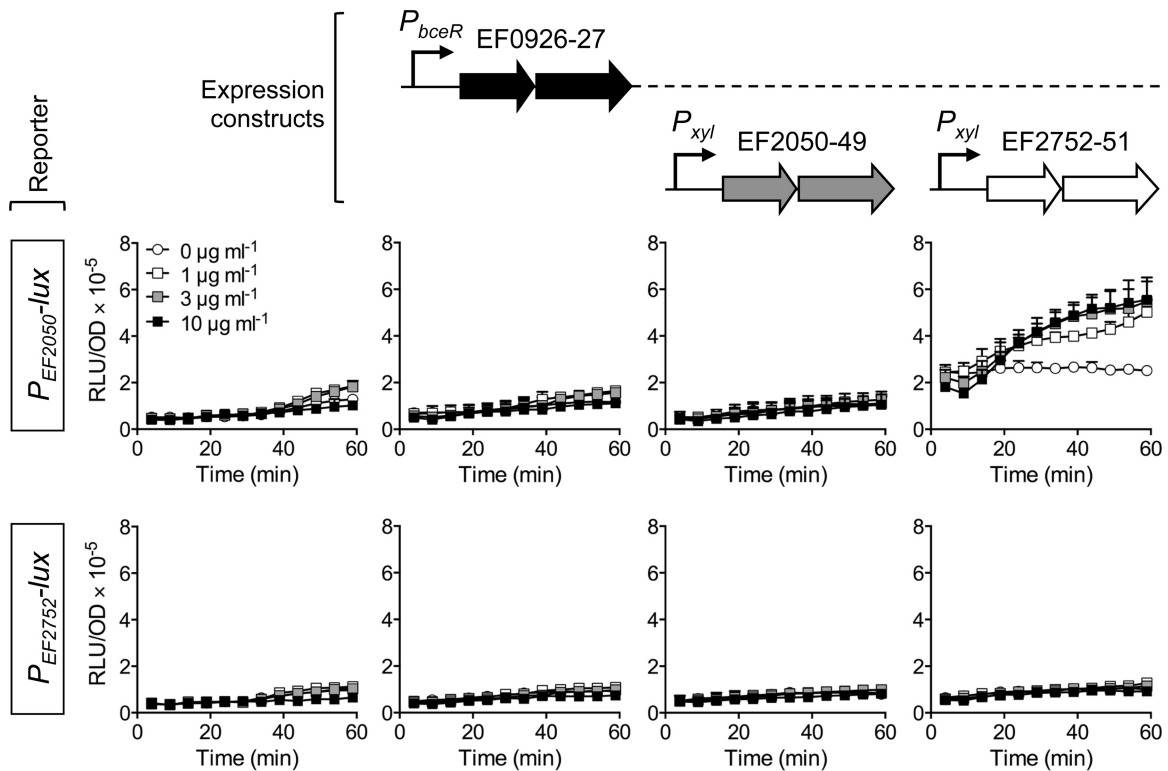 P_bceR
EF0926-27
Expression
constructs
P_xyl
EF2050-49
P_xyl
EF2752-51
Reporter
P_EF2050-lux
RLU/OD × 10⁻⁵
8
6
4
2
0
0 µg ml⁻¹
1 µg ml⁻¹
3 µg ml⁻¹
10 µg ml⁻¹
0 20 40 60
Time (min)
8
6
4
2
0
0 20 40 60
Time (min)
8
6
4
2
0
0 20 40 60
Time (min)
8
6
4
2
0
0 20 40 60
Time (min)
P_EF2752-lux
RLU/OD × 10⁻⁵
8
6
4
2
0
0 20 40 60
Time (min)
8
6
4
2
0
0 20 40 60
Time (min)
8
6
4
2
0
0 20 40 60
Time (min)
8
6
4
2
0
0 20 40 60
Time (min)